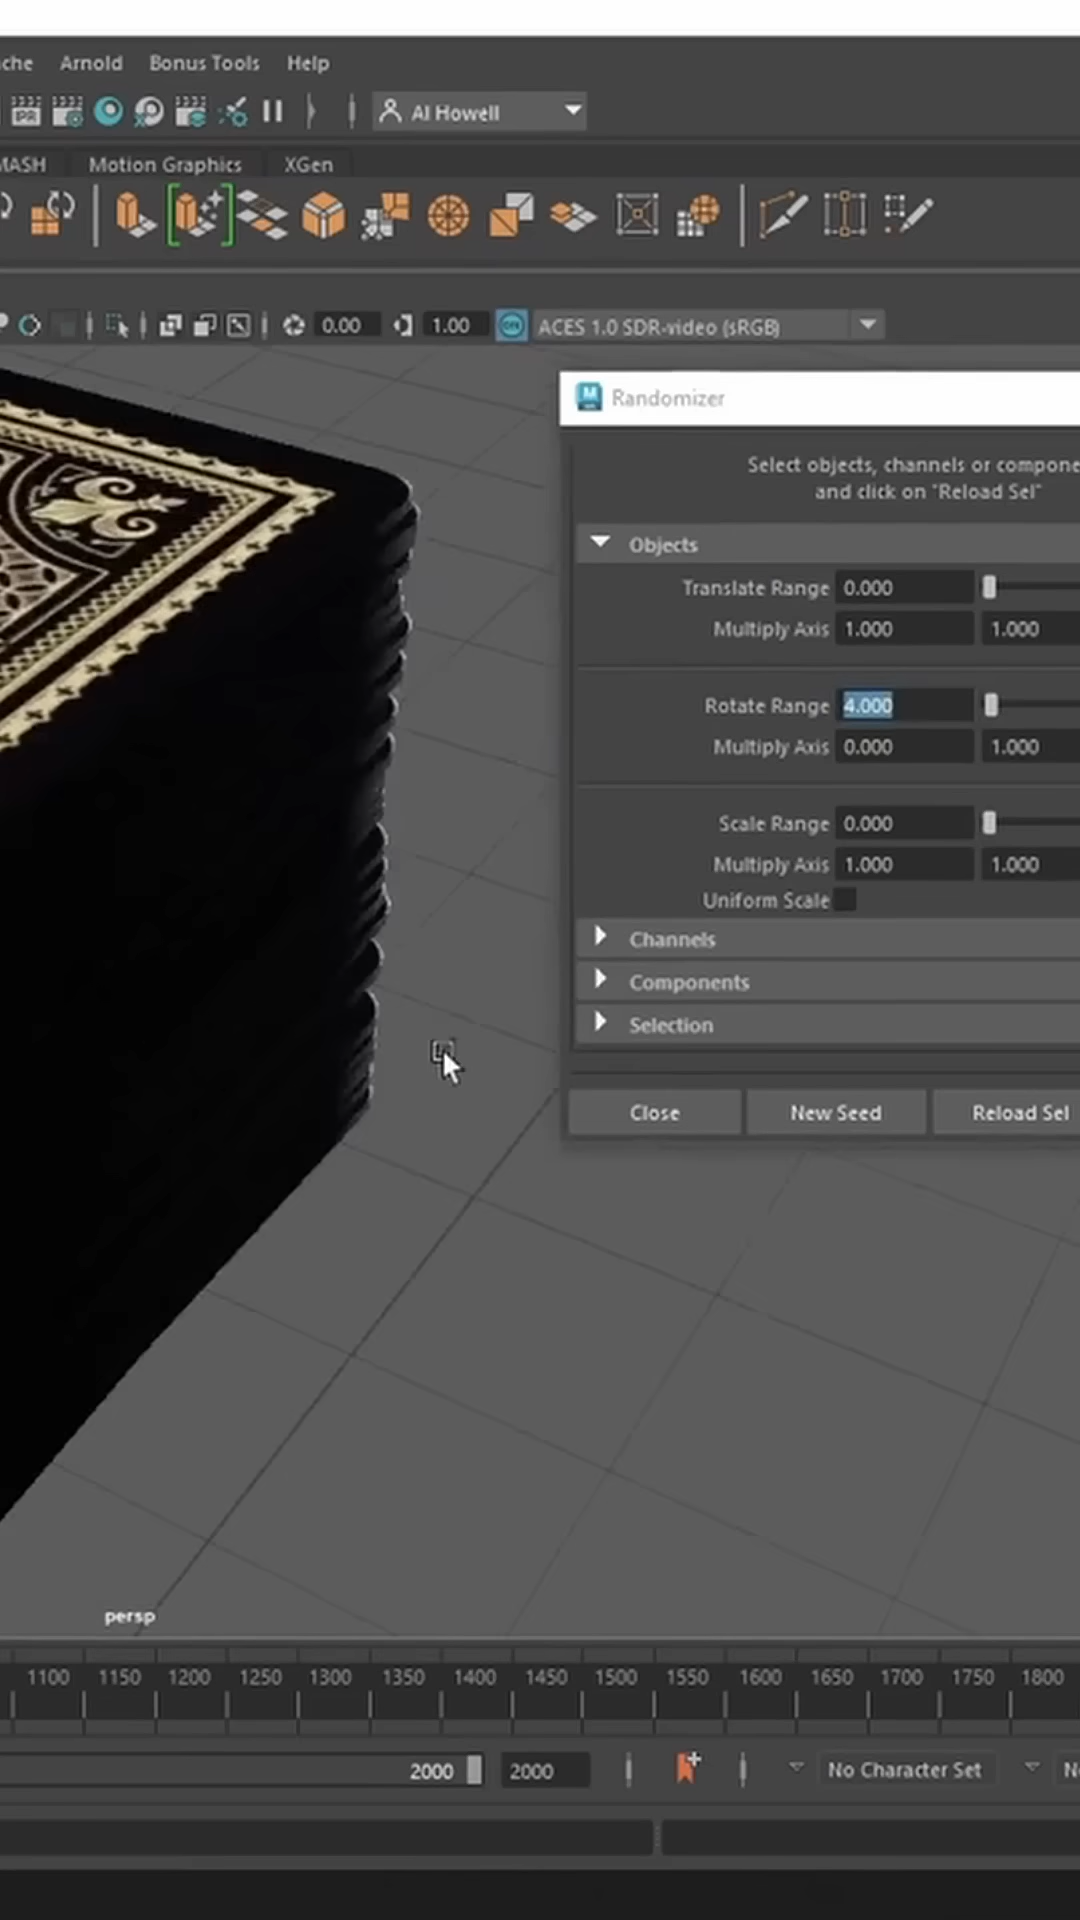 che Arnold Bonus Tools Help
IPR
Al Howell
MASH Motion Graphics XGen
0.00 1.00 ON ACES 1.0 SDR-video (sRGB)
M Randomizer
Select objects, channels or compone
and click on "Reload Sel"
Objects
Translate Range 0.000
Multiply Axis 1.000 1.000
Rotate Range 4.000
Multiply Axis 0.000 1.000
Scale Range 0.000
Multiply Axis 1.000 1.000
Uniform Scale
Channels
Components
Selection
Close New Seed Reload Sel
persp
1100 1150 1200 1250 1300 1350 1400 1450 1500 1550 1600 1650 1700 1750 1800
2000 2000 No Character Set